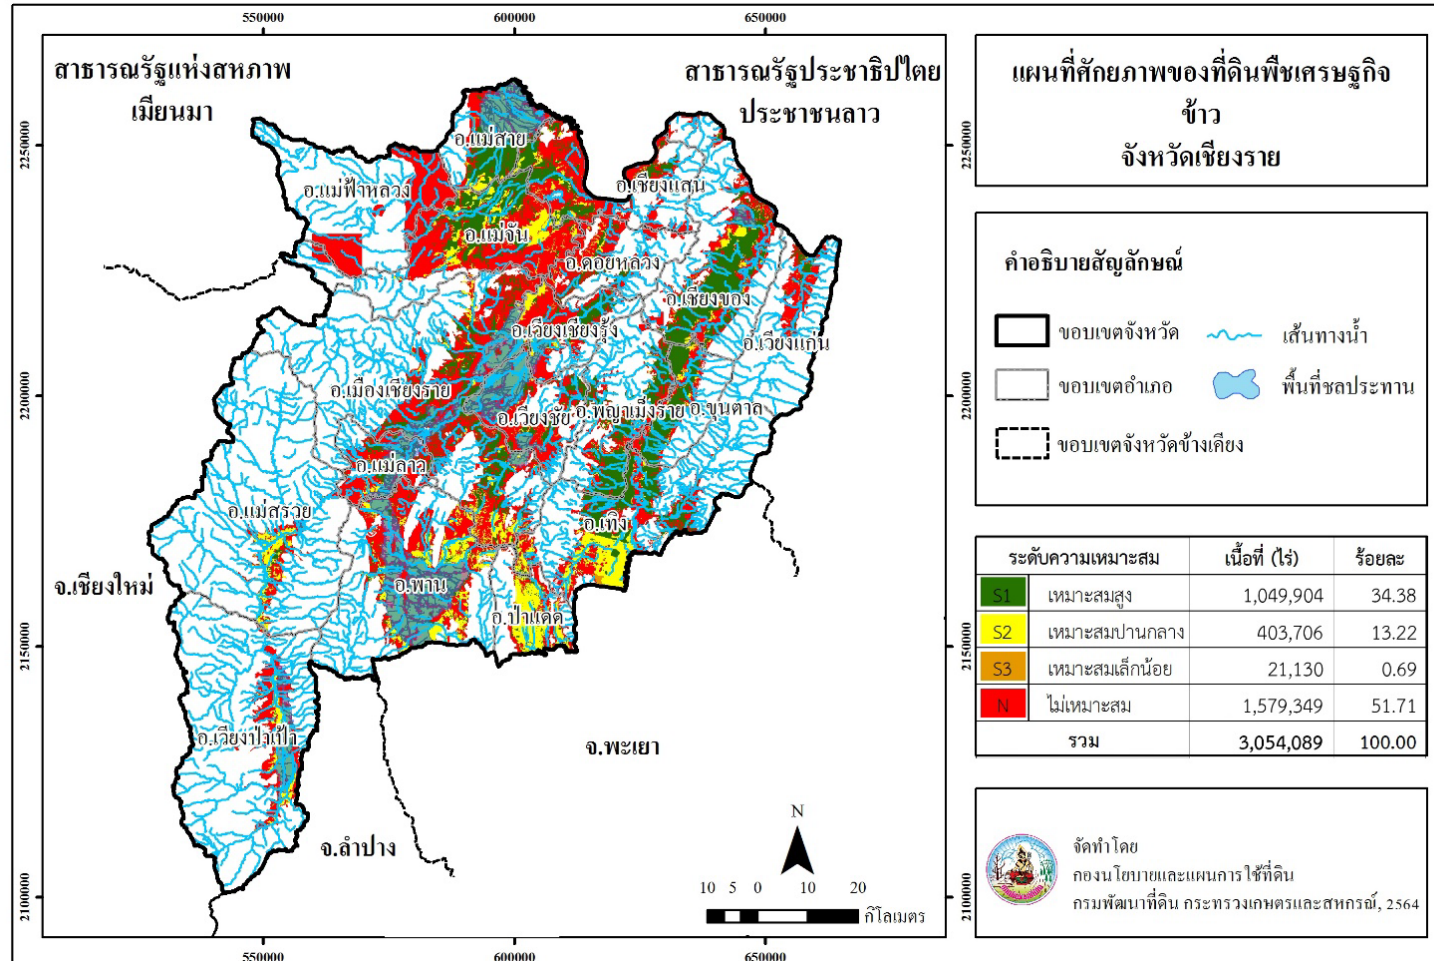 550000 600000 650000
สาธารณรัฐแห่งสหภาพ
เมียนมา
สาธารณรัฐประชาธิปไตย
ประชาชนลาว
2250000
2200000
2150000
2100000
อ.แม่สาย
อ.แม่ฟ้าหลวง
อ.เชียงแสน
อ.แม่จัน
อ.ดอยหลวง
อ.เชียงของ
อ.เวียงเชียงรุ้ง
อ.เวียงแก่น
อ.เมืองเชียงราย
อ.เวียงชัย
อ.พญาเม็งราย
อ.ขุนตาล
อ.แม่ลาว
อ.แม่สรวย
อ.เทิง
จ.เชียงใหม่
อ.พาน
อ.ป่าแดด
อ.เวียงป่าเป้า
จ.พะเยา
จ.ลำปาง
N
10 5 0 10 20
กิโลเมตร
550000 600000 650000
2250000
2200000
2150000
2100000
แผนที่ศักยภาพของที่ดินพืชเศรษฐกิจ
ข้าว
จังหวัดเชียงราย
คำอธิบายสัญลักษณ์
ขอบเขตจังหวัด เส้นทางน้ำ
ขอบเขตอำเภอ พื้นที่ชลประทาน
ขอบเขตจังหวัดข้างเคียง
ระดับความเหมาะสม เนื้อที่ (ไร่) ร้อยละ
S1 เหมาะสมสูง 1,049,904 34.38
S2 เหมาะสมปานกลาง 403,706 13.22
S3 เหมาะสมเล็กน้อย 21,130 0.69
N ไม่เหมาะสม 1,579,349 51.71
รวม 3,054,089 100.00
จัดทำโดย
กองนโยบายและแผนการใช้ที่ดิน
กรมพัฒนาที่ดิน กระทรวงเกษตรและสหกรณ์, 2564